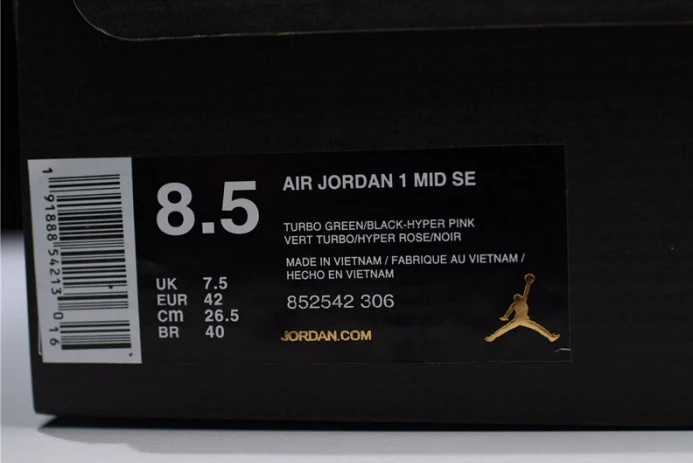 1 91888 54213 016
8.5
UK 7.5
EUR 42
cm 26.5
BR 40
AIR JORDAN 1 MID SE
TURBO GREEN/BLACK-HYPER PINK
VERT TURBO/HYPER ROSE/NOIR
MADE IN VIETNAM / FABRIQUE AU VIETNAM /
HECHO EN VIETNAM
852542 306
JORDAN.COM